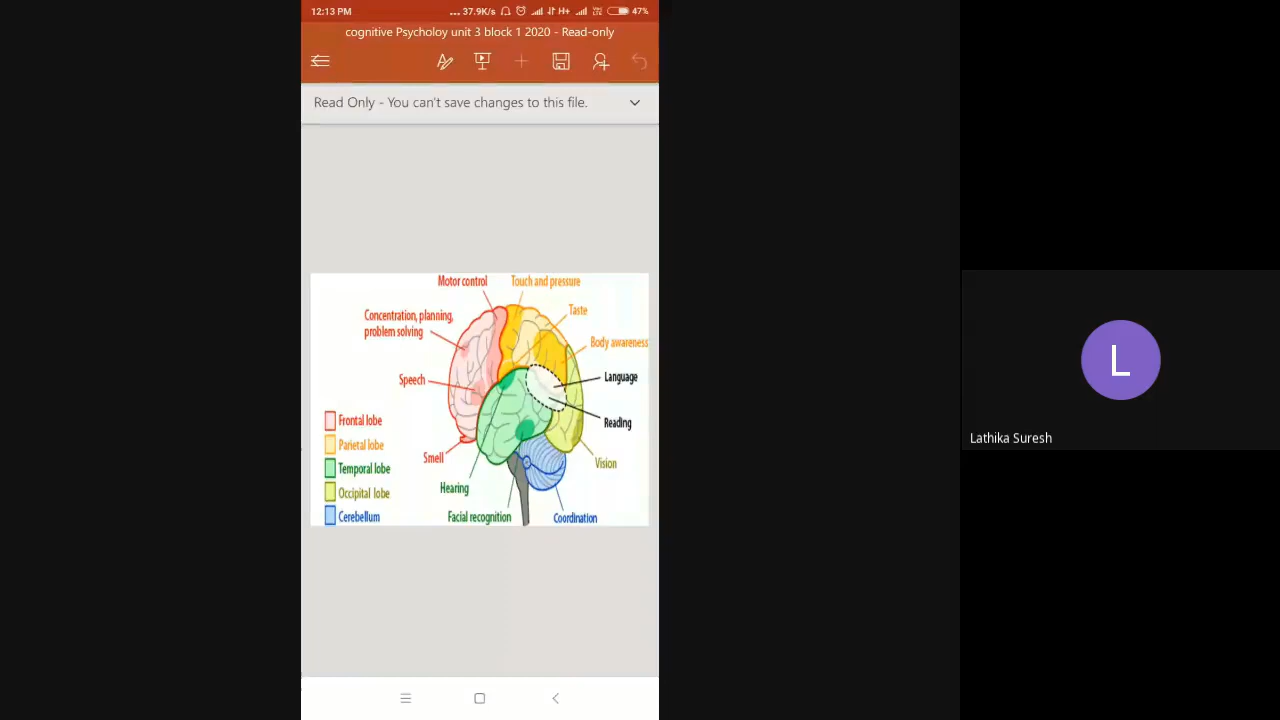 12:13 PM
... 37.9K/s
H+
47%
cognitive Psycholoy unit 3 block 1 2020 - Read-only
Read Only - You can't save changes to this file.
Motor control
Touch and pressure
Concentration, planning,
problem solving
Taste
Body awareness
Speech
Language
Reading
Frontal lobe
Parietal lobe
Temporal lobe
Occipital lobe
Cerebellum
Smell
Hearing
Vision
Facial recognition
Coordination
L
Lathika Suresh